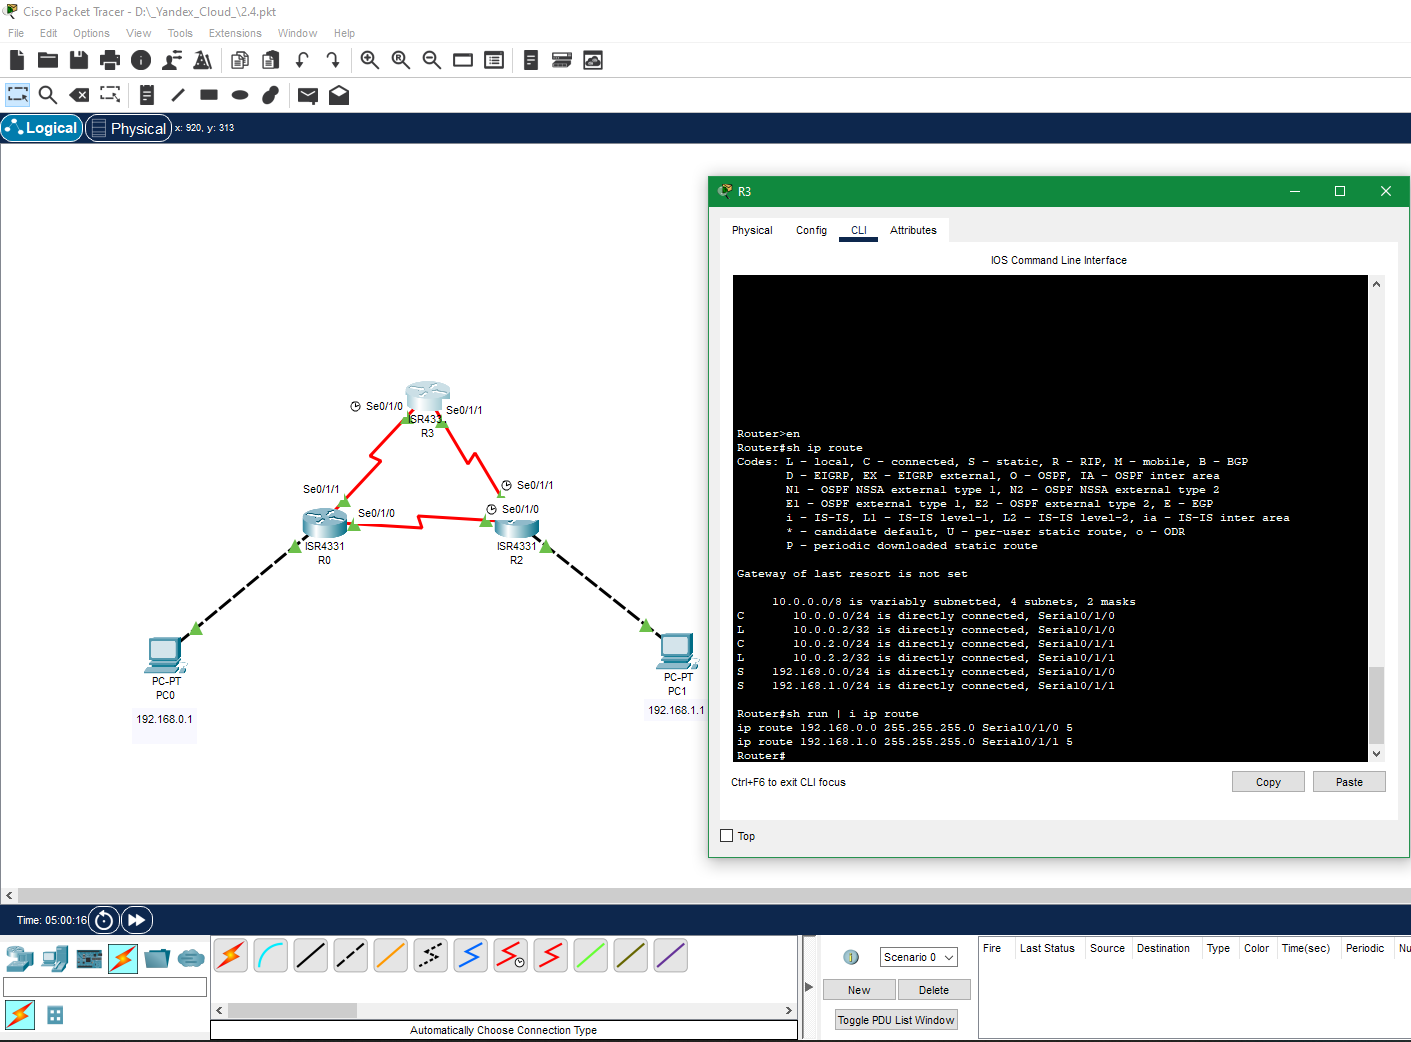 Cisco Packet Tracer - D:\_Yandex_Cloud_\2.4.pkt
File Edit Options View Tools Extensions Window Help
Logical Physical x: 920, y: 313
R3
Physical Config CLI Attributes
IOS Command Line Interface
Router>en
Router#sh ip route
Codes: L - local, C - connected, S - static, R - RIP, M - mobile, B - BGP
D - EIGRP, EX - EIGRP external, O - OSPF, IA - OSPF inter area
N1 - OSPF NSSA external type 1, N2 - OSPF NSSA external type 2
E1 - OSPF external type 1, E2 - OSPF external type 2, E - EGP
i - IS-IS, L1 - IS-IS level-1, L2 - IS-IS level-2, ia - IS-IS inter area
* - candidate default, U - per-user static route, o - ODR
P - periodic downloaded static route
Gateway of last resort is not set
10.0.0.0/8 is variably subnetted, 4 subnets, 2 masks
C 10.0.0.0/24 is directly connected, Serial0/1/0
L 10.0.0.2/32 is directly connected, Serial0/1/0
C 10.0.2.0/24 is directly connected, Serial0/1/1
L 10.0.2.2/32 is directly connected, Serial0/1/1
S 192.168.0.0/24 is directly connected, Serial0/1/0
S 192.168.1.0/24 is directly connected, Serial0/1/1
Router#sh run | i ip route
ip route 192.168.0.0 255.255.255.0 Serial0/1/0 5
ip route 192.168.1.0 255.255.255.0 Serial0/1/1 5
Router#
Ctrl+F6 to exit CLI focus
Copy Paste
Top
Se0/1/0
Se0/1/1
ISR433
R3
Se0/1/1
Se0/1/1
Se0/1/0
Se0/1/0
ISR4331
R0
ISR4331
R2
PC-PT
PC0
192.168.0.1
PC-PT
PC1
192.168.1.1
Time: 05:00:16
Automatically Choose Connection Type
Scenario 0
New Delete
Toggle PDU List Window
Fire Last Status Source Destination Type Color Time(sec) Periodic Nu